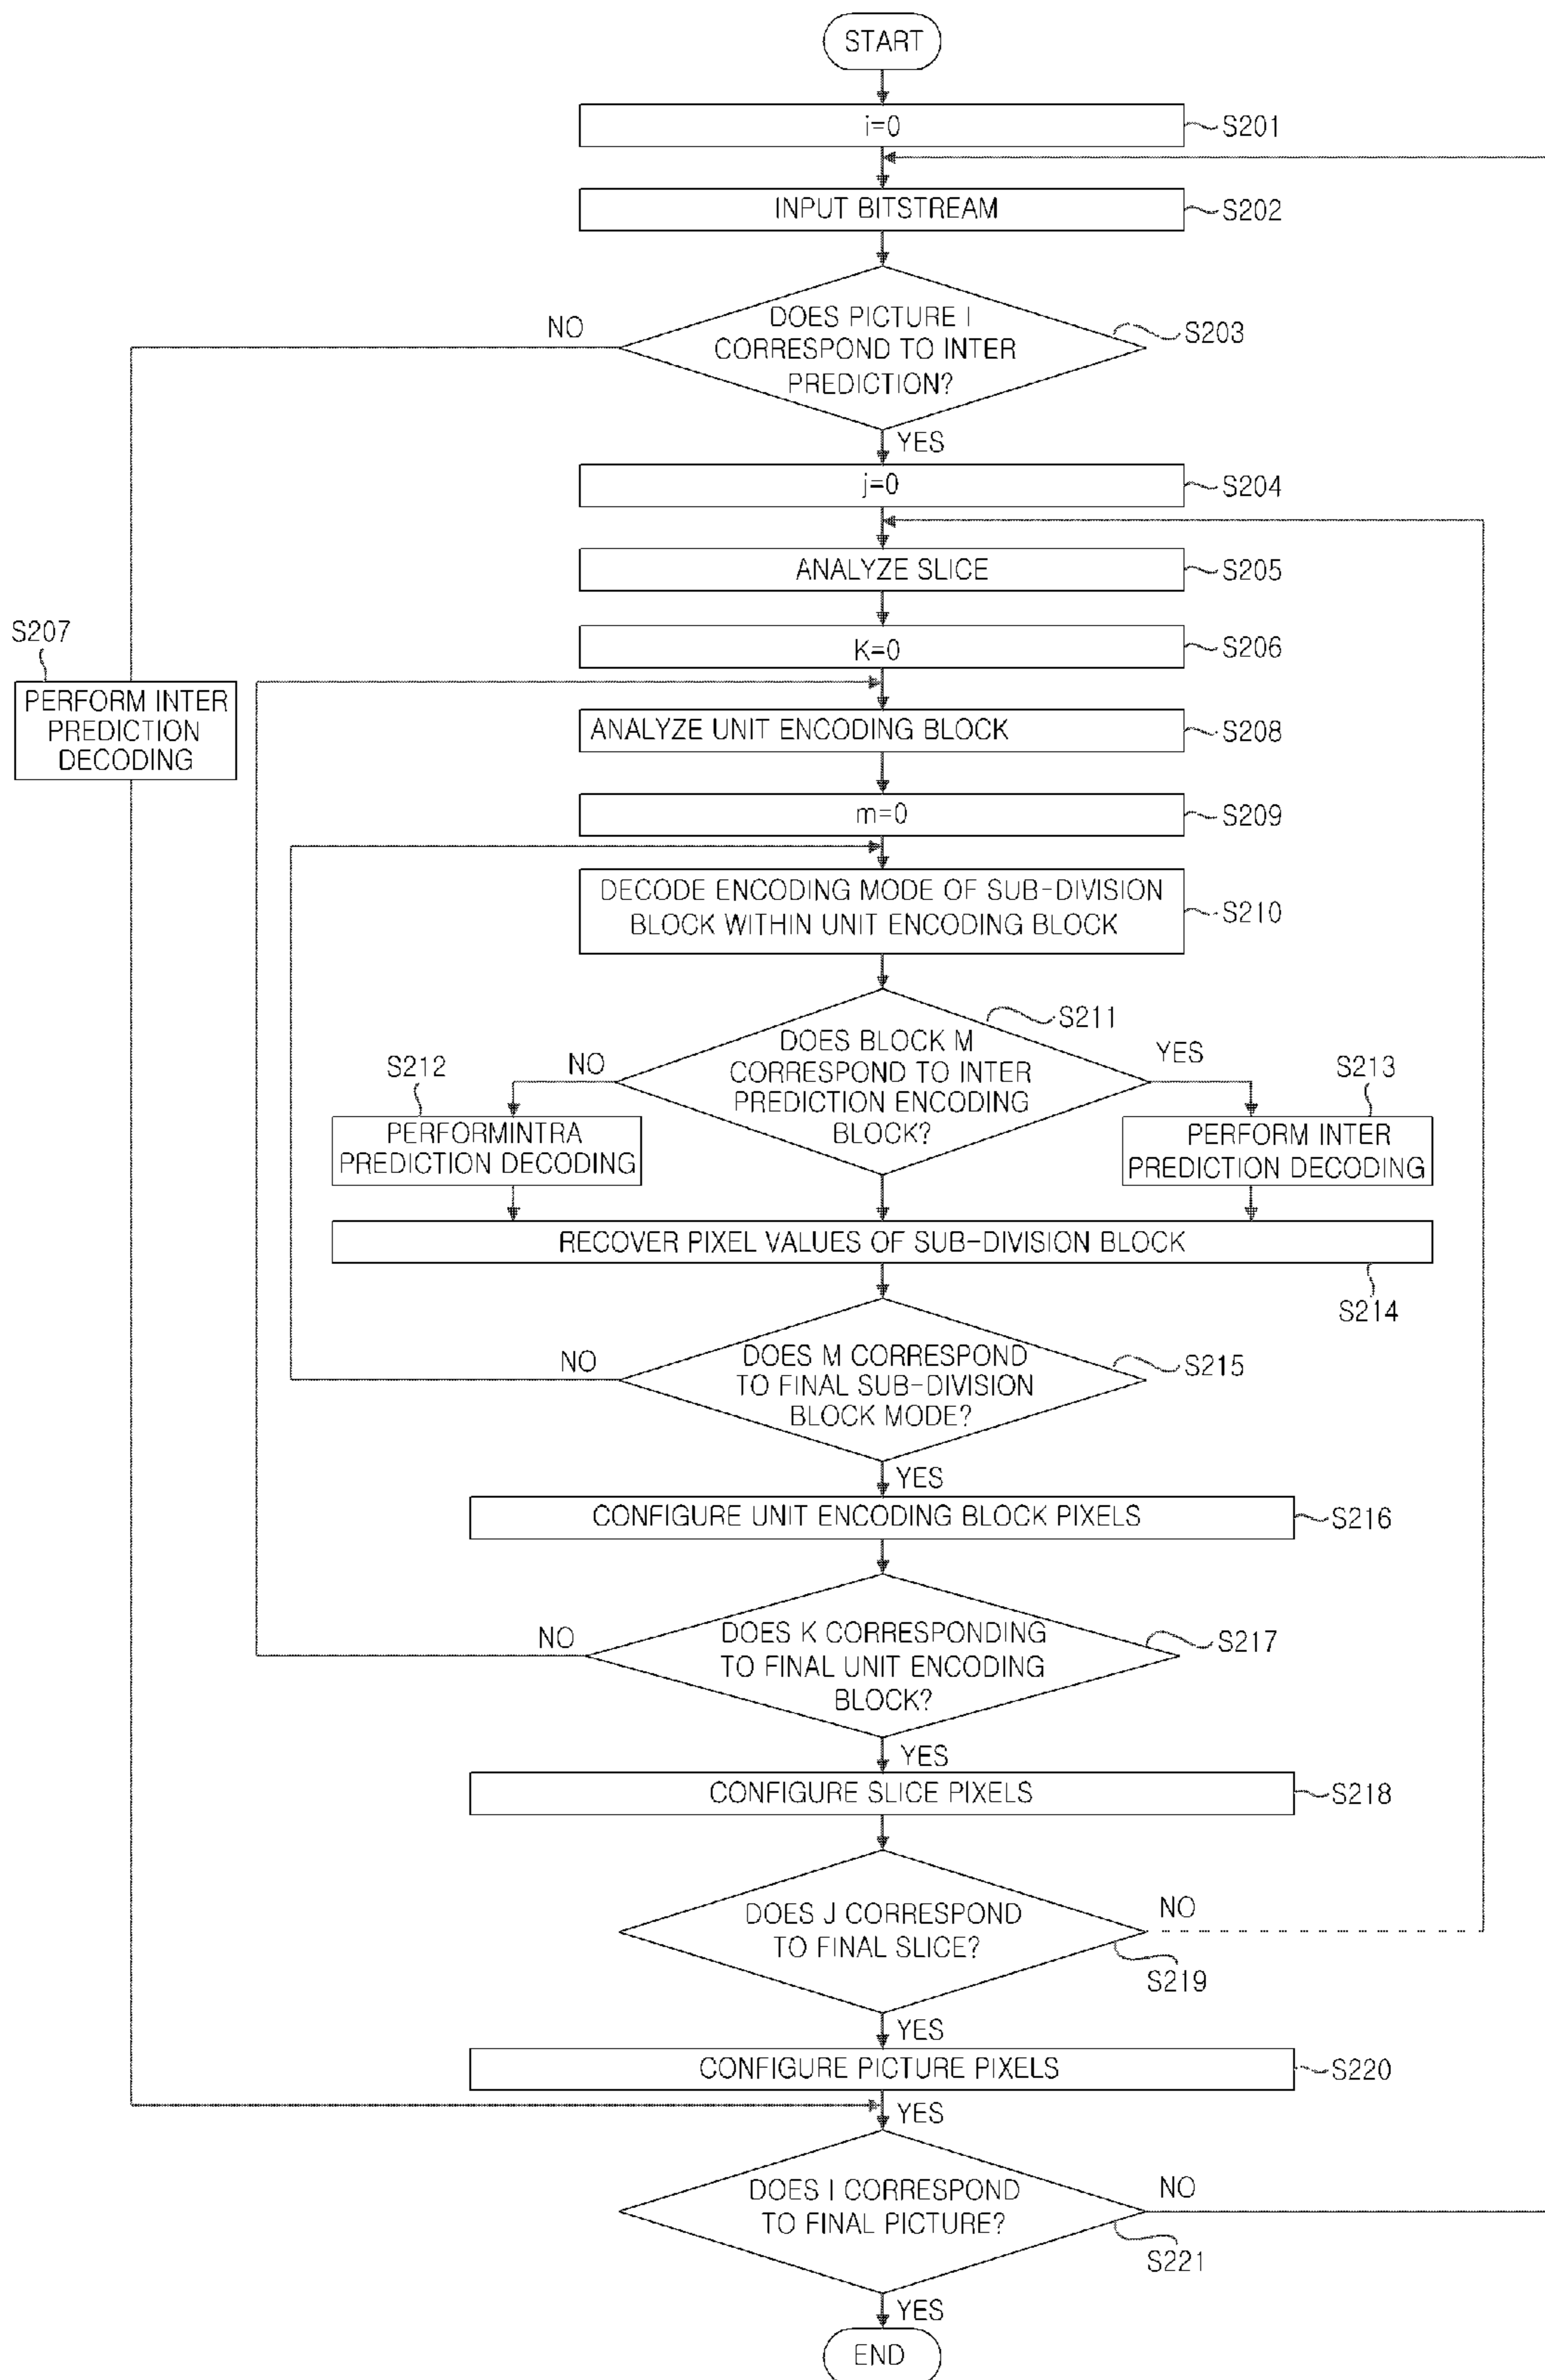 START
i=0
S201
INPUT BITSTREAM
S202
DOES PICTURE I
CORRESPOND TO INTER
PREDICTION?
S203
NO
YES
j=0
S204
ANALYZE SLICE
S205
K=0
S206
S207
PERFORM INTER
PREDICTION
DECODING
ANALYZE UNIT ENCODING BLOCK
S208
m=0
S209
DECODE ENCODING MODE OF SUB-DIVISION
BLOCK WITHIN UNIT ENCODING BLOCK
S210
DOES BLOCK M
CORRESPOND TO INTER
PREDICTION ENCODING
BLOCK?
S211
NO
YES
S212
PERFORMINTRA
PREDICTION DECODING
S213
PERFORM INTER
PREDICTION DECODING
RECOVER PIXEL VALUES OF SUB-DIVISION BLOCK
S214
DOES M CORRESPOND
TO FINAL SUB-DIVISION
BLOCK MODE?
S215
NO
YES
CONFIGURE UNIT ENCODING BLOCK PIXELS
S216
DOES K CORRESPONDING
TO FINAL UNIT ENCODING
BLOCK?
S217
NO
YES
CONFIGURE SLICE PIXELS
S218
DOES J CORRESPOND
TO FINAL SLICE?
NO
S219
YES
CONFIGURE PICTURE PIXELS
S220
YES
DOES I CORRESPOND
TO FINAL PICTURE?
NO
S221
YES
END